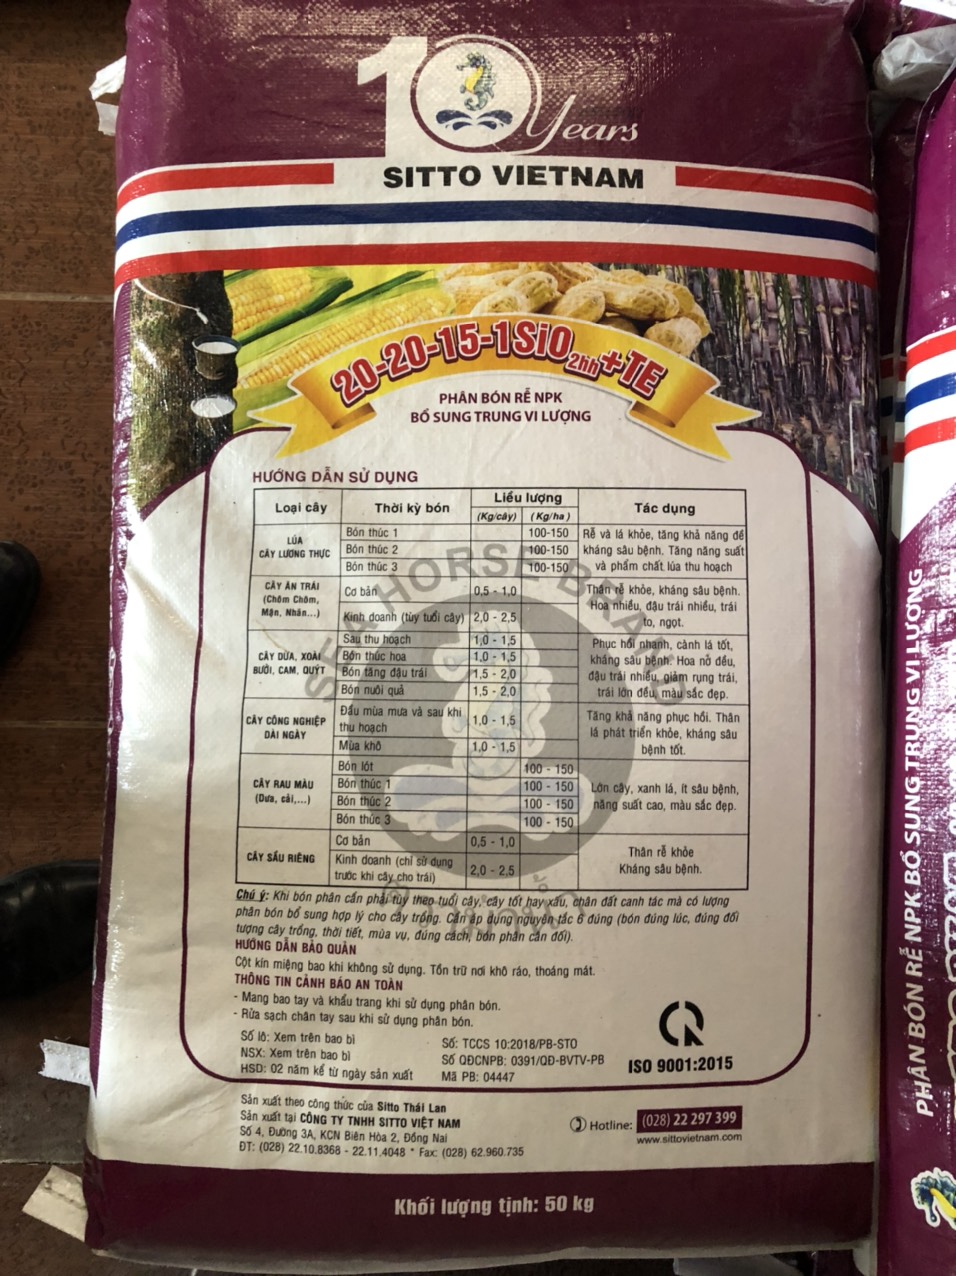 10 Years
SITTO VIETNAM
20-20-15-1SiO2hh+TE
PHÂN BÓN RỄ NPK
BỔ SUNG TRUNG VI LƯỢNG
HƯỚNG DẪN SỬ DỤNG
Loại cây Thời kỳ bón Liều lượng Tác dụng
(Kg/cây) (Kg/ha)
LÚA
CÂY LƯƠNG THỰC
Bón thúc 1 100-150
Bón thúc 2 100-150
Bón thúc 3 100-150
Rễ và lá khỏe, tăng khả năng đề
kháng sâu bệnh. Tăng năng suất
và phẩm chất lúa thu hoạch
CÂY ĂN TRÁI
(Chôm Chôm,
Mận, Nhãn...)
Cơ bản 0,5 - 1,0
Kinh doanh (tùy tuổi cây) 2,0 - 2,5
Thân rễ khỏe, kháng sâu bệnh.
Hoa nhiều, đậu trái nhiều, trái
to, ngọt.
CÂY DỪA, XOÀI
BƯỞI, CAM, QUÝT
Sau thu hoạch 1,0 - 1,5
Bón thúc hoa 1,0 - 1,5
Bón tăng đậu trái 1,5 - 2,0
Bón nuôi quả 1,5 - 2,0
Phục hồi nhanh, cành lá tốt,
kháng sâu bệnh. Hoa nở đều,
đậu trái nhiều, giảm rụng trái,
trái lớn đều, màu sắc đẹp.
CÂY CÔNG NGHIỆP
DÀI NGÀY
Đầu mùa mưa và sau khi
thu hoạch 1,0 - 1,5
Mùa khô 1,0 - 1,5
Tăng khả năng phục hồi. Thân
lá phát triển khỏe, kháng sâu
bệnh tốt.
CÂY RAU MÀU
(Dưa, cải,...)
Bón lót 100 - 150
Bón thúc 1 100 - 150
Bón thúc 2 100 - 150
Bón thúc 3 100 - 150
Lớn cây, xanh lá, ít sâu bệnh,
năng suất cao, màu sắc đẹp.
CÂY SẦU RIÊNG
Cơ bản 0,5 - 1,0
Kinh doanh (chỉ sử dụng
trước khi cây cho trái) 2,0 - 2,5
Thân rễ khỏe
Kháng sâu bệnh.
SEA HORSE BRAND
Chú ý: Khi bón phân cần phải tùy theo tuổi cây, cây tốt hay xấu, chân đất canh tác mà có lượng
phân bón bổ sung hợp lý cho cây trồng. Cần áp dụng nguyên tắc 6 đúng (bón đúng lúc, đúng đối
tượng cây trồng, thời tiết, mùa vụ, đúng cách, bón phân cân đối).
HƯỚNG DẪN BẢO QUẢN
Cột kín miệng bao khi không sử dụng. Tồn trữ nơi khô ráo, thoáng mát.
THÔNG TIN CẢNH BÁO AN TOÀN
- Mang bao tay và khẩu trang khi sử dụng phân bón.
- Rửa sạch chân tay sau khi sử dụng phân bón.
Số lô: Xem trên bao bì
NSX: Xem trên bao bì
HSD: 02 năm kể từ ngày sản xuất
Số: TCCS 10:2018/PB-STO
Số QĐCNPB: 0391/QĐ-BVTV-PB
Mã PB: 04447
ISO 9001:2015
Sản xuất theo công thức của Sitto Thái Lan
Sản xuất tại CÔNG TY TNHH SITTO VIỆT NAM
Số 4, Đường 3A, KCN Biên Hòa 2, Đồng Nai
ĐT: (028) 22.10.8368 - 22.11.4048 * Fax: (028) 62.960.735
Hotline: (028) 22 297 399
www.sittovietnam.com
Khối lượng tịnh: 50 kg
PHÂN BÓN RỄ NPK BỔ SUNG TRUNG VI LƯỢNG